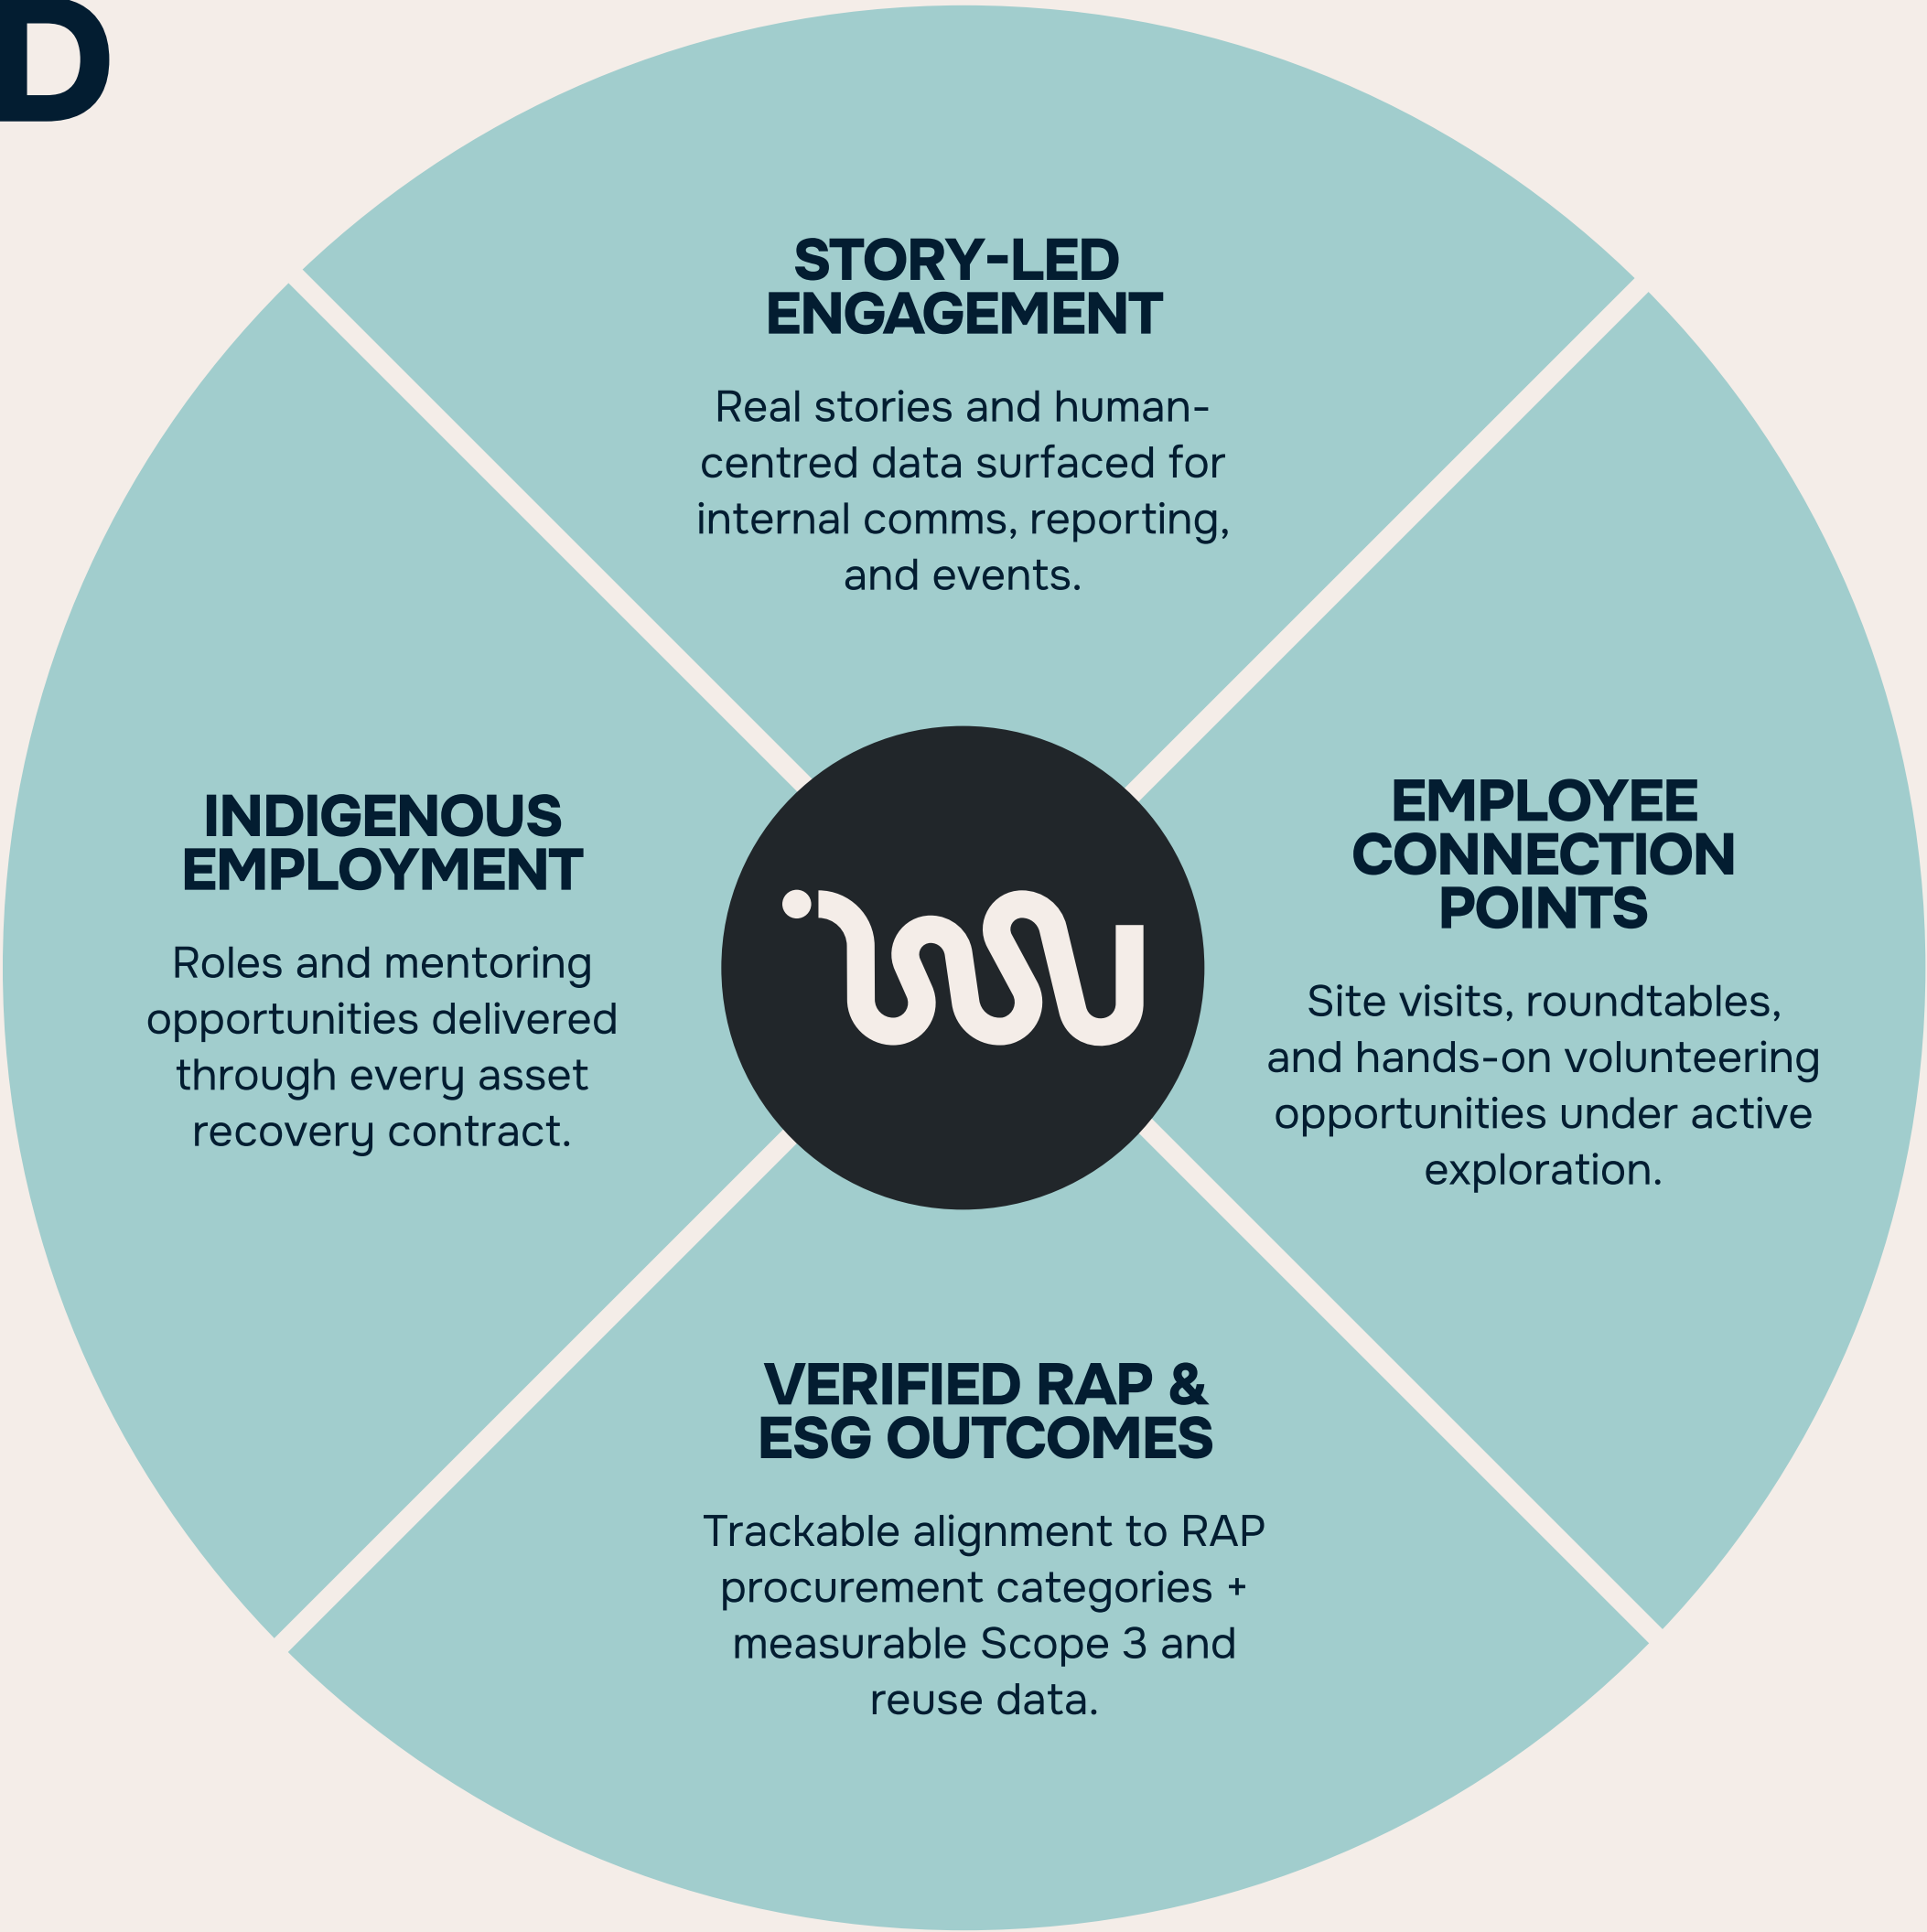 D
STORY-LED
ENGAGEMENT
Real stories and human-
centred data surfaced for
internal comms, reporting,
and events.
INDIGENOUS
EMPLOYMENT
Roles and mentoring
opportunities delivered
through every asset
recovery contract.
EMPLOYEE
CONNECTION
POINTS
Site visits, roundtables,
and hands-on volunteering
opportunities under active
exploration.
VERIFIED RAP &
ESG OUTCOMES
Trackable alignment to RAP
procurement categories +
measurable Scope 3 and
reuse data.